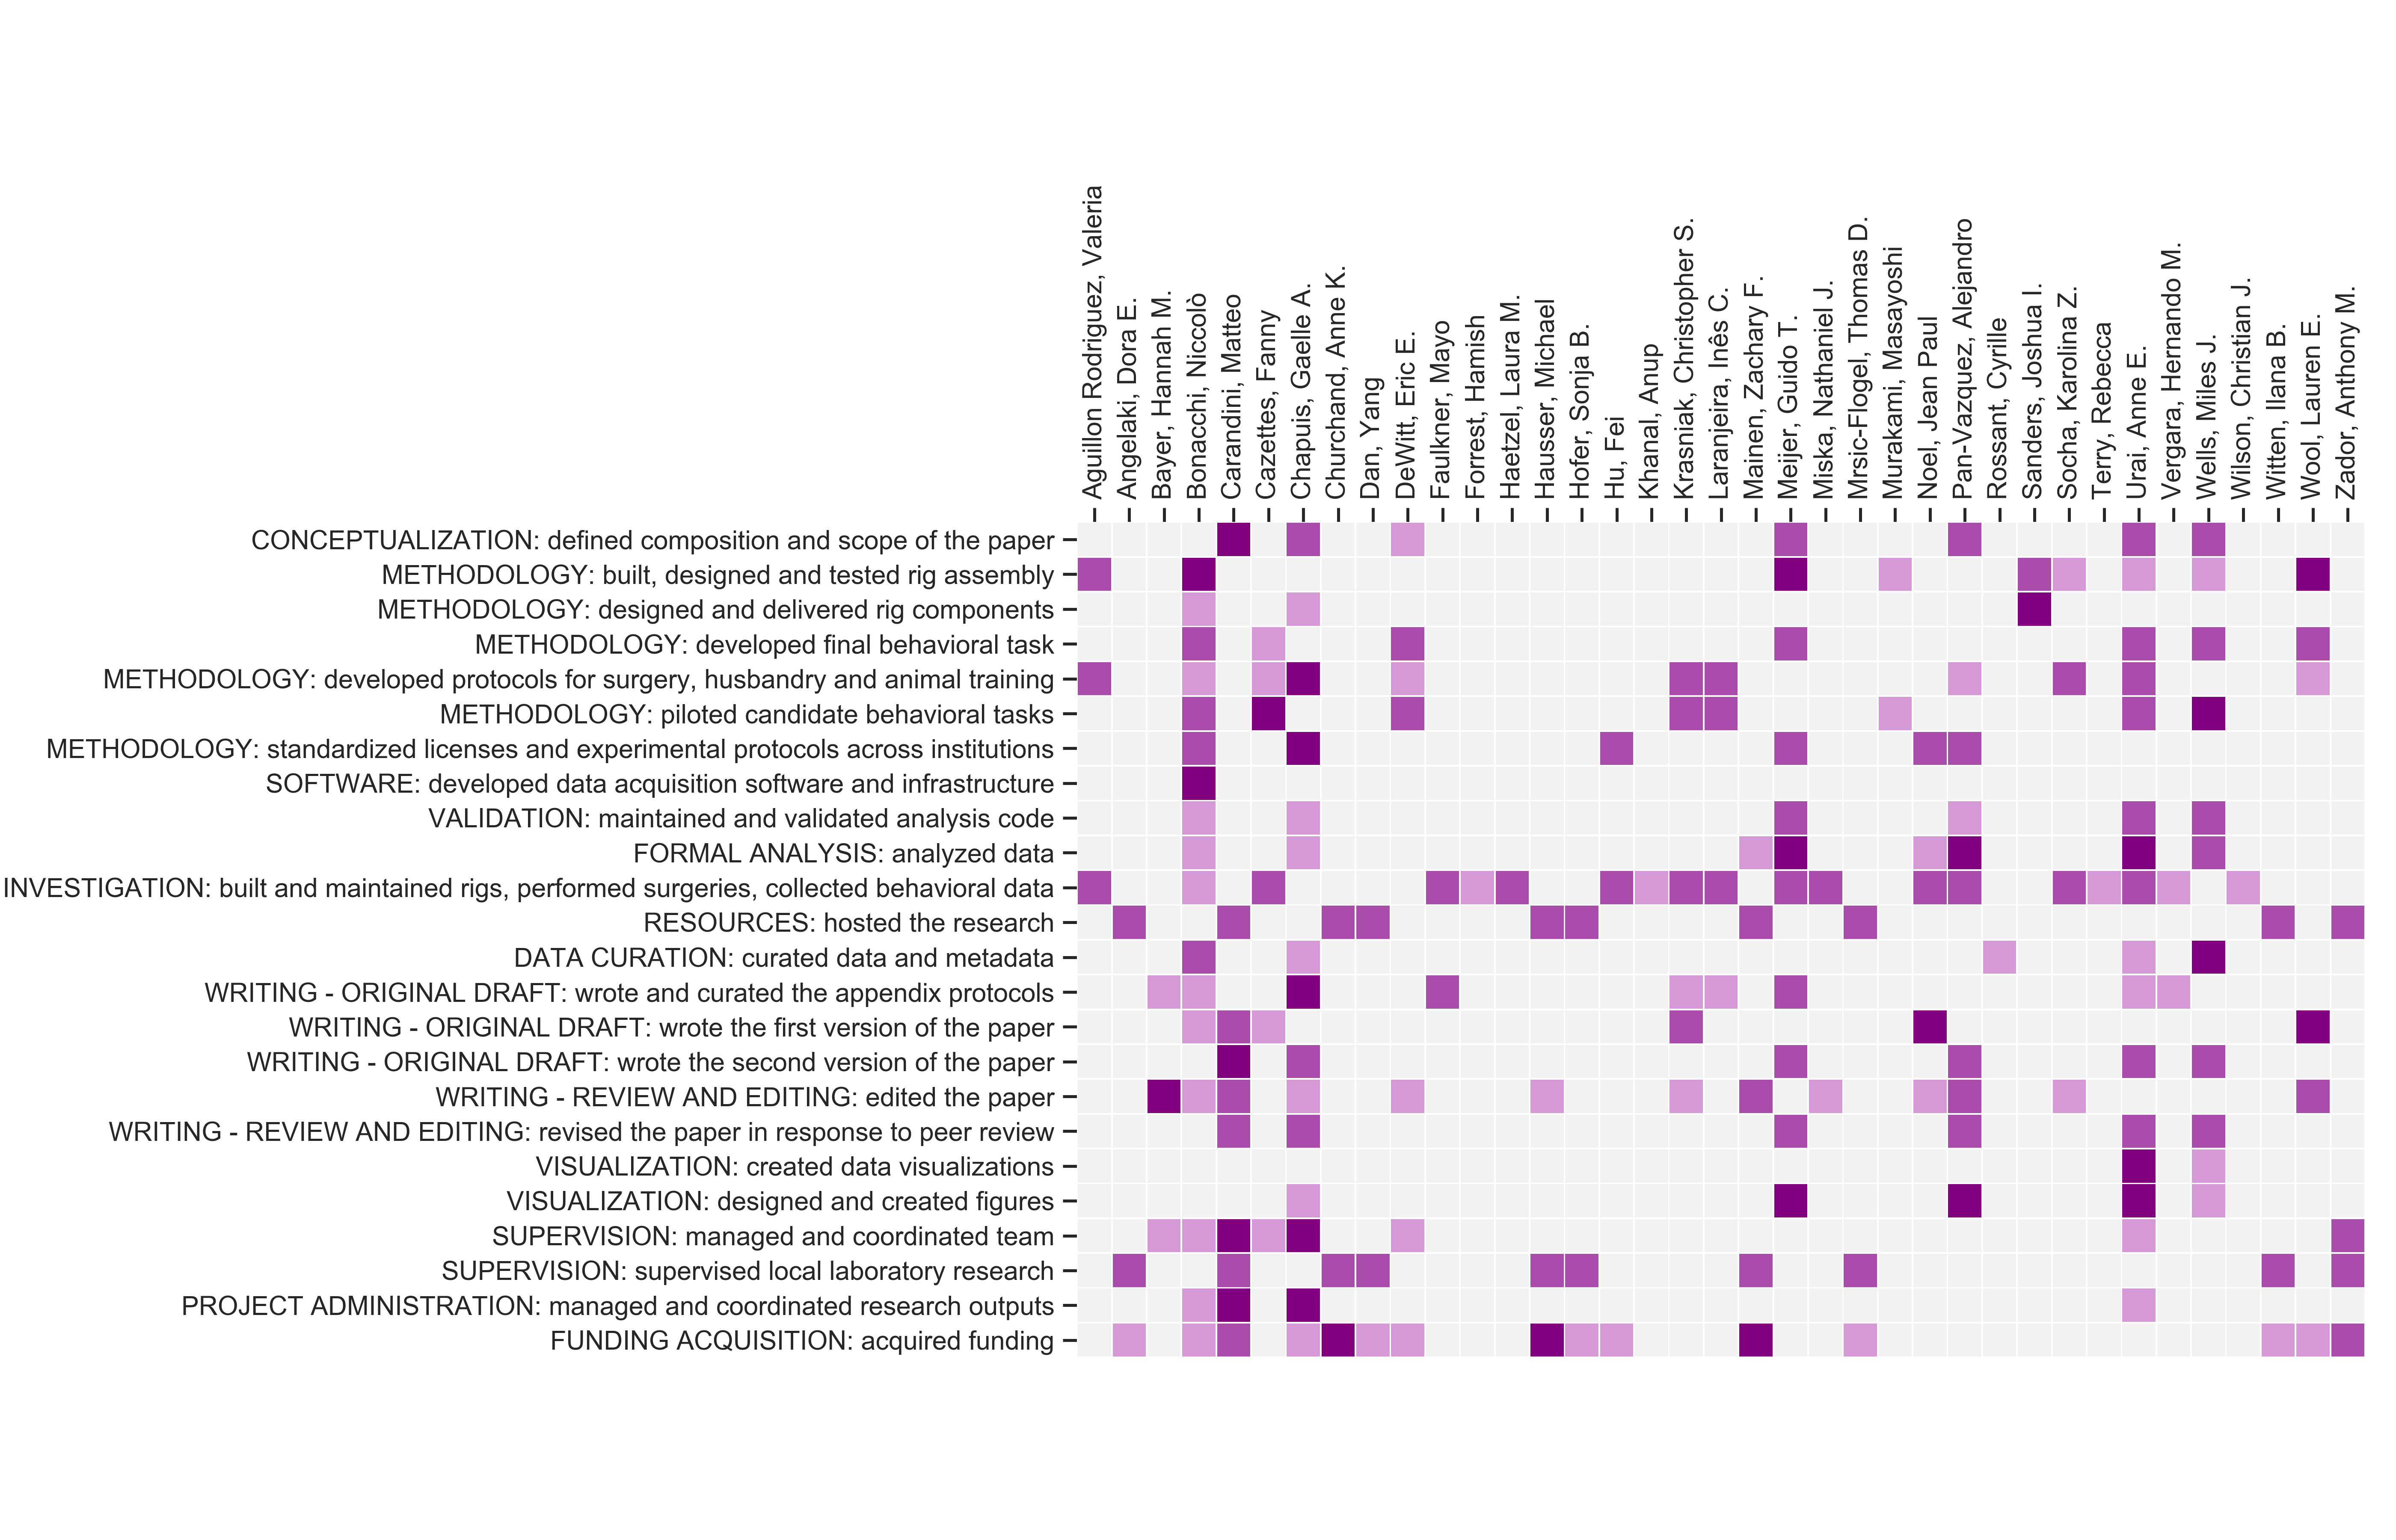 Aguillon Rodriguez, Valeria
Angelaki, Dora E.
Bayer, Hannah M.
Bonacchi, Niccolò
Carandini, Matteo
Cazettes, Fanny
Chapuis, Gaelle A.
Churchand, Anne K.
Dan, Yang
DeWitt, Eric E.
Faulkner, Mayo
Forrest, Hamish
Haetzel, Laura M.
Hausser, Michael
Hofer, Sonja B.
Hu, Fei
Khanal, Anup
Krasniak, Christopher S.
Laranjeira, Inês C.
Mainen, Zachary F.
Meijer, Guido T.
Miska, Nathaniel J.
Mrsic-Flogel, Thomas D.
Murakami, Masayoshi
Noel, Jean Paul
Pan-Vazquez, Alejandro
Rossant, Cyrille
Sanders, Joshua I.
Socha, Karolina Z.
Terry, Rebecca
Urai, Anne E.
Vergara, Hernando M.
Wells, Miles J.
Wilson, Christian J.
Witten, Ilana B.
Wool, Lauren E.
Zador, Anthony M.
CONCEPTUALIZATION: defined composition and scope of the paper
METHODOLOGY: built, designed and tested rig assembly
METHODOLOGY: designed and delivered rig components
METHODOLOGY: developed final behavioral task
METHODOLOGY: developed protocols for surgery, husbandry and animal training
METHODOLOGY: piloted candidate behavioral tasks
METHODOLOGY: standardized licenses and experimental protocols across institutions
SOFTWARE: developed data acquisition software and infrastructure
VALIDATION: maintained and validated analysis code
FORMAL ANALYSIS: analyzed data
INVESTIGATION: built and maintained rigs, performed surgeries, collected behavioral data
RESOURCES: hosted the research
DATA CURATION: curated data and metadata
WRITING - ORIGINAL DRAFT: wrote and curated the appendix protocols
WRITING - ORIGINAL DRAFT: wrote the first version of the paper
WRITING - ORIGINAL DRAFT: wrote the second version of the paper
WRITING - REVIEW AND EDITING: edited the paper
WRITING - REVIEW AND EDITING: revised the paper in response to peer review
VISUALIZATION: created data visualizations
VISUALIZATION: designed and created figures
SUPERVISION: managed and coordinated team
SUPERVISION: supervised local laboratory research
PROJECT ADMINISTRATION: managed and coordinated research outputs
FUNDING ACQUISITION: acquired funding